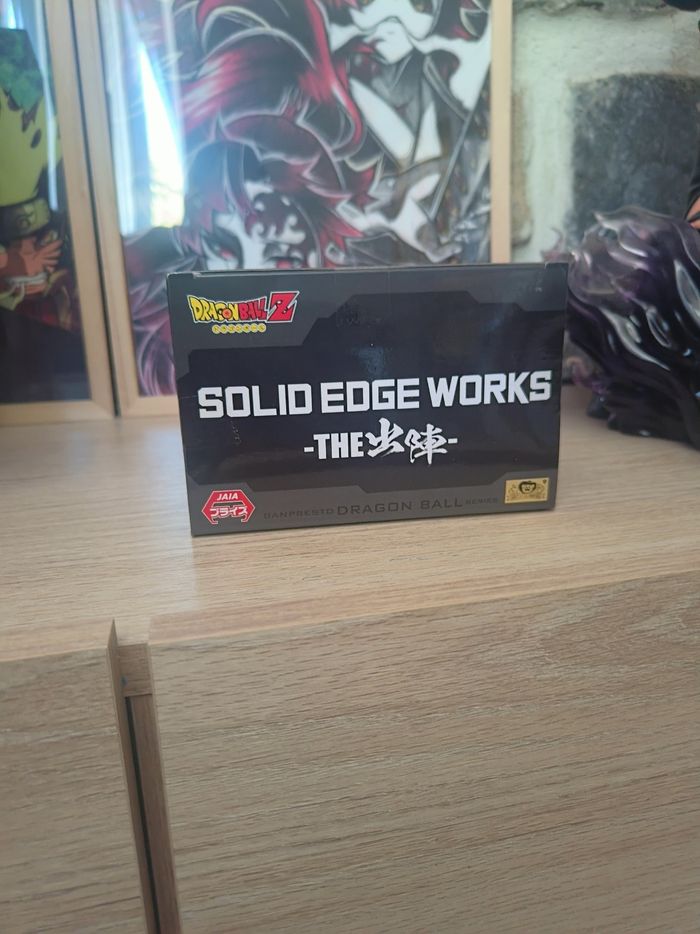 DRAGON BALL Z
SOLID EDGE WORKS
-THE出陣-
JAIA
プライズ
BANPRESTO DRAGON BALL SERIES